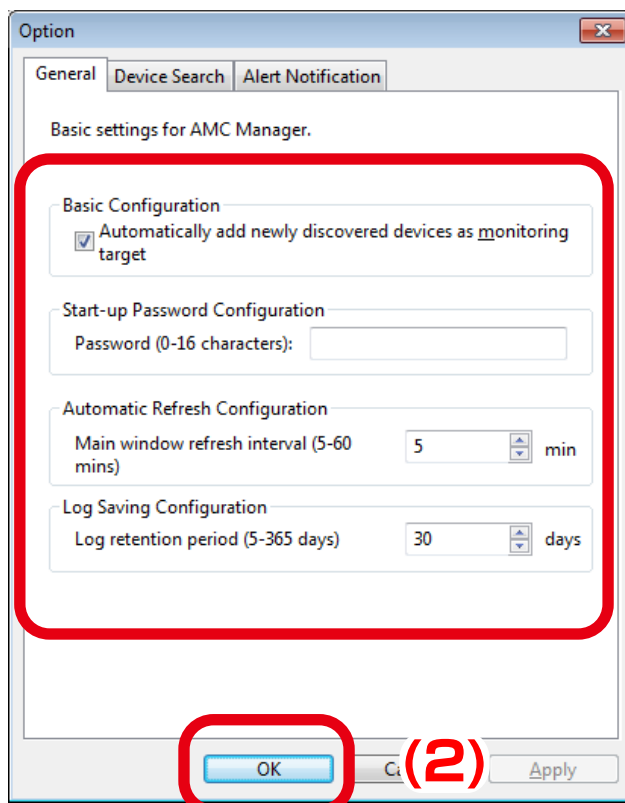 Option
General
Device Search
Alert Notification
Basic settings for AMC Manager.
Basic Configuration
Automatically add newly discovered devices as monitoring
target
Start-up Password Configuration
Password (0-16 characters):
Automatic Refresh Configuration
Main window refresh interval (5-60
mins)
5
min
Log Saving Configuration
Log retention period (5-365 days)
30
days
OK
(2)
Apply